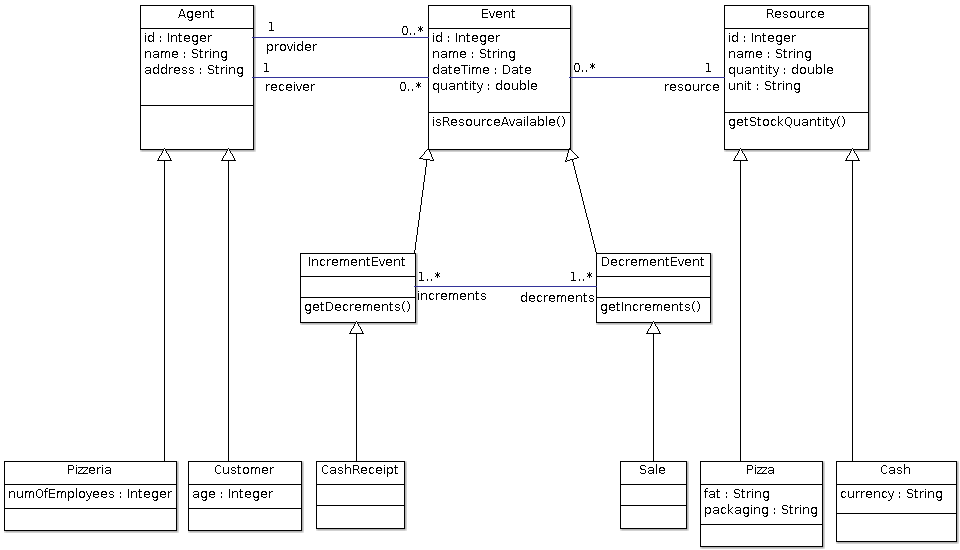 Agent
id : Integer
name : String
address : String
1
provider
0..*
1
receiver
0..*
Event
id : Integer
name : String
dateTime : Date
quantity : double
isResourceAvailable()
0..*
1
resource
Resource
id : Integer
name : String
quantity : double
unit : String
getStockQuantity()
IncrementEvent
getDecrements()
1..*
increments
1..*
decrements
DecrementEvent
getIncrements()
Pizzeria
numOfEmployees : Integer
Customer
age : Integer
CashReceipt
Sale
Pizza
fat : String
packaging : String
Cash
currency : String